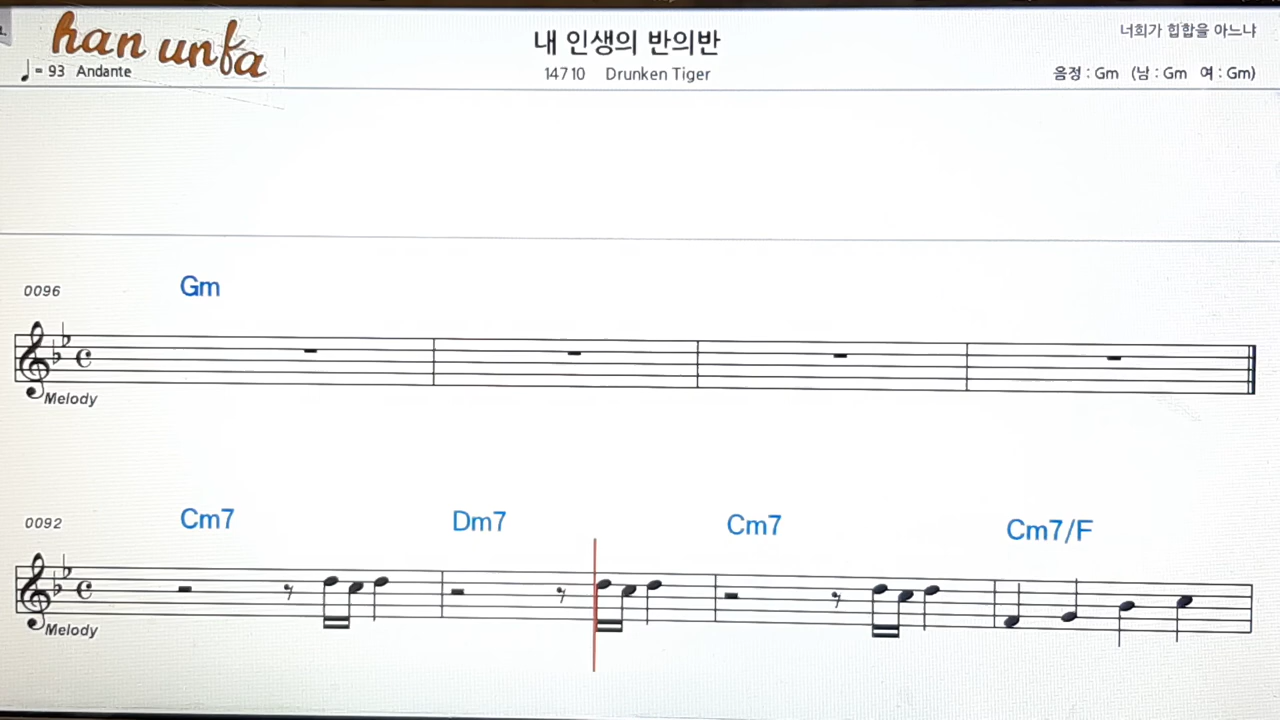 han unfa
♩ = 93 Andante
내 인생의 반의반
14710 Drunken Tiger
너희가 힙합을 아느냐
음정 : Gm (남 : Gm 여 : Gm)
0096
Gm
Melody
0092
Cm7 Dm7 Cm7 Cm7/F
Melody